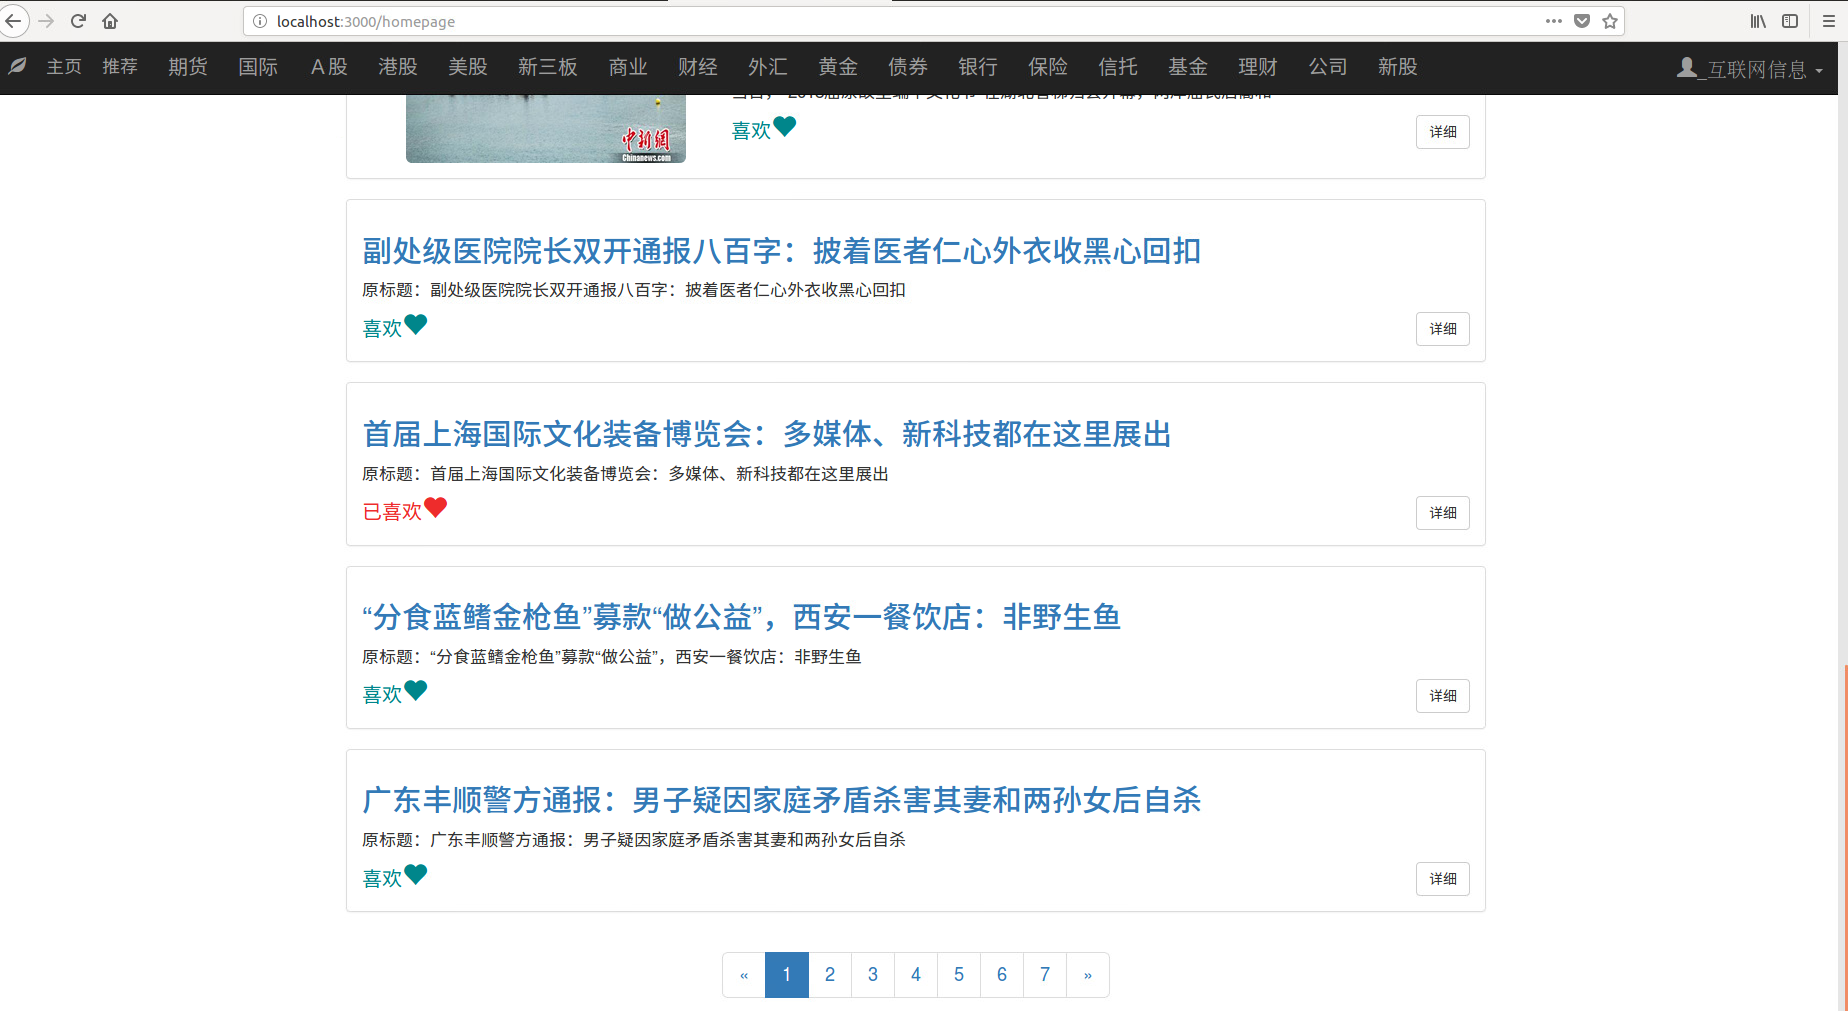 localhost:3000/homepage
主页 推荐 期货 国际 A股 港股 美股 新三板 商业 财经 外汇 黄金 债券 银行 保险 信托 基金 理财 公司 新股 _互联网信息
中新網
Chinanews.com
喜欢
详细
副处级医院院长双开通报八百字：披着医者仁心外衣收黑心回扣
原标题：副处级医院院长双开通报八百字：披着医者仁心外衣收黑心回扣
喜欢
详细
首届上海国际文化装备博览会：多媒体、新科技都在这里展出
原标题：首届上海国际文化装备博览会：多媒体、新科技都在这里展出
已喜欢
详细
“分食蓝鳍金枪鱼”募款“做公益”，西安一餐饮店：非野生鱼
原标题：“分食蓝鳍金枪鱼”募款“做公益”，西安一餐饮店：非野生鱼
喜欢
详细
广东丰顺警方通报：男子疑因家庭矛盾杀害其妻和两孙女后自杀
原标题：广东丰顺警方通报：男子疑因家庭矛盾杀害其妻和两孙女后自杀
喜欢
详细
« 1 2 3 4 5 6 7 »